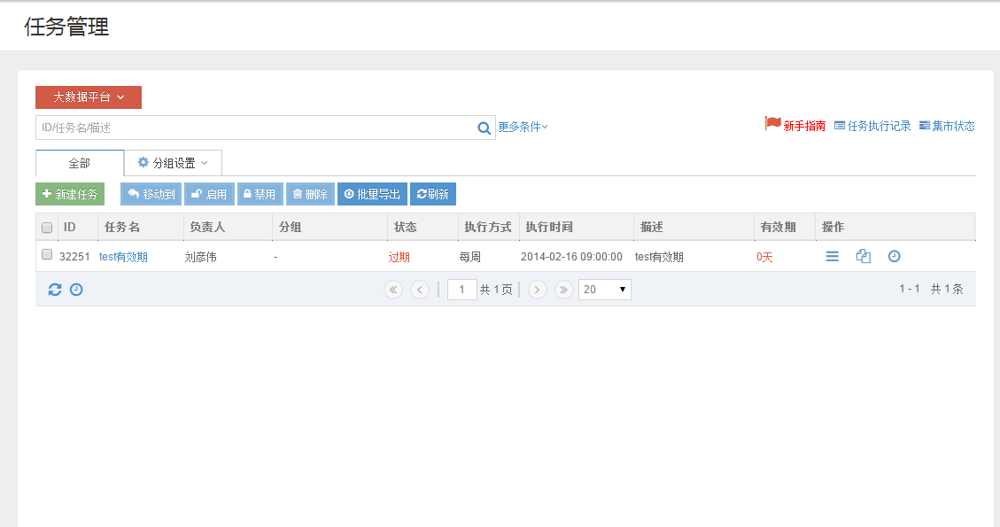 任务管理
大数据平台
ID/任务名/描述 更多条件 新手指南 任务执行记录 集市状态
全部 分组设置
新建任务 移动到 启用 禁用 删除 批量导出 刷新
ID 任务名 负责人 分组 状态 执行方式 执行时间 描述 有效期 操作
32251 test有效期 刘彦伟 - 过期 每周 2014-02-16 09:00:00 test有效期 0天
1 共 1 页 20 1 - 1 共 1 条